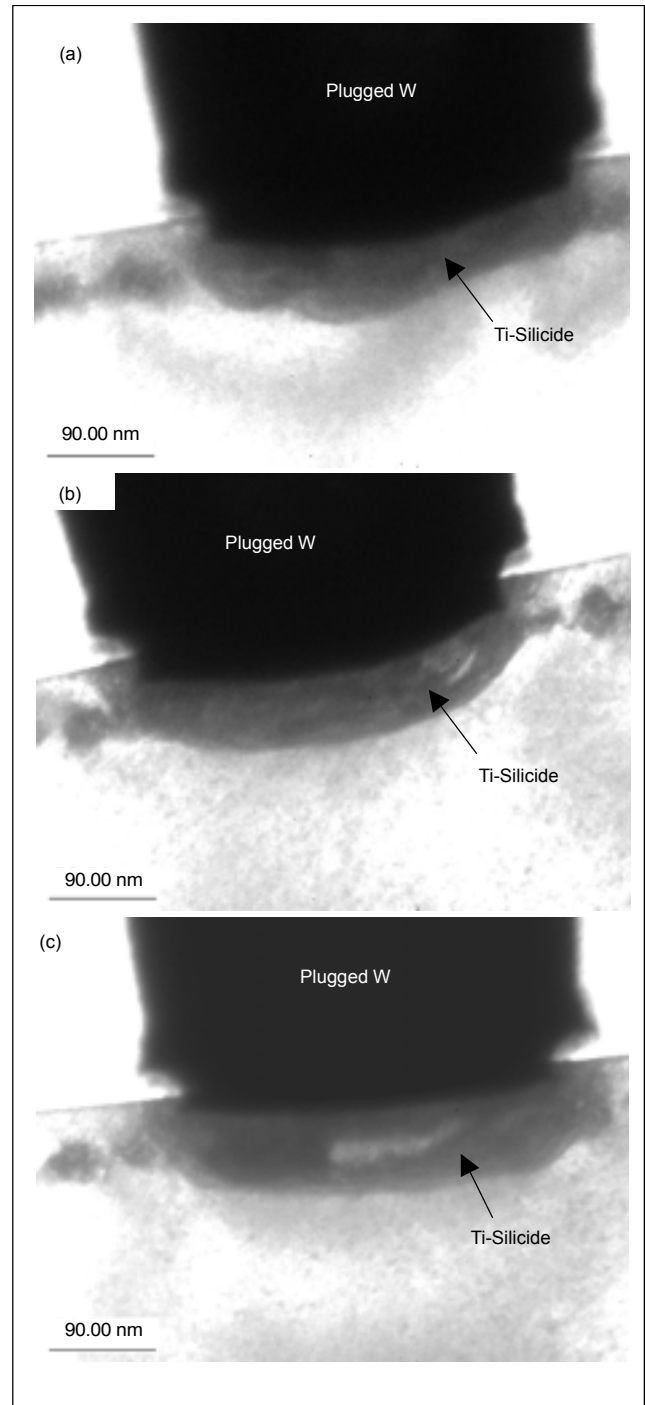 (a)
Plugged W
Ti-Silicide
90.00 nm
(b)
Plugged W
Ti-Silicide
90.00 nm
(c)
Plugged W
Ti-Silicide
90.00 nm